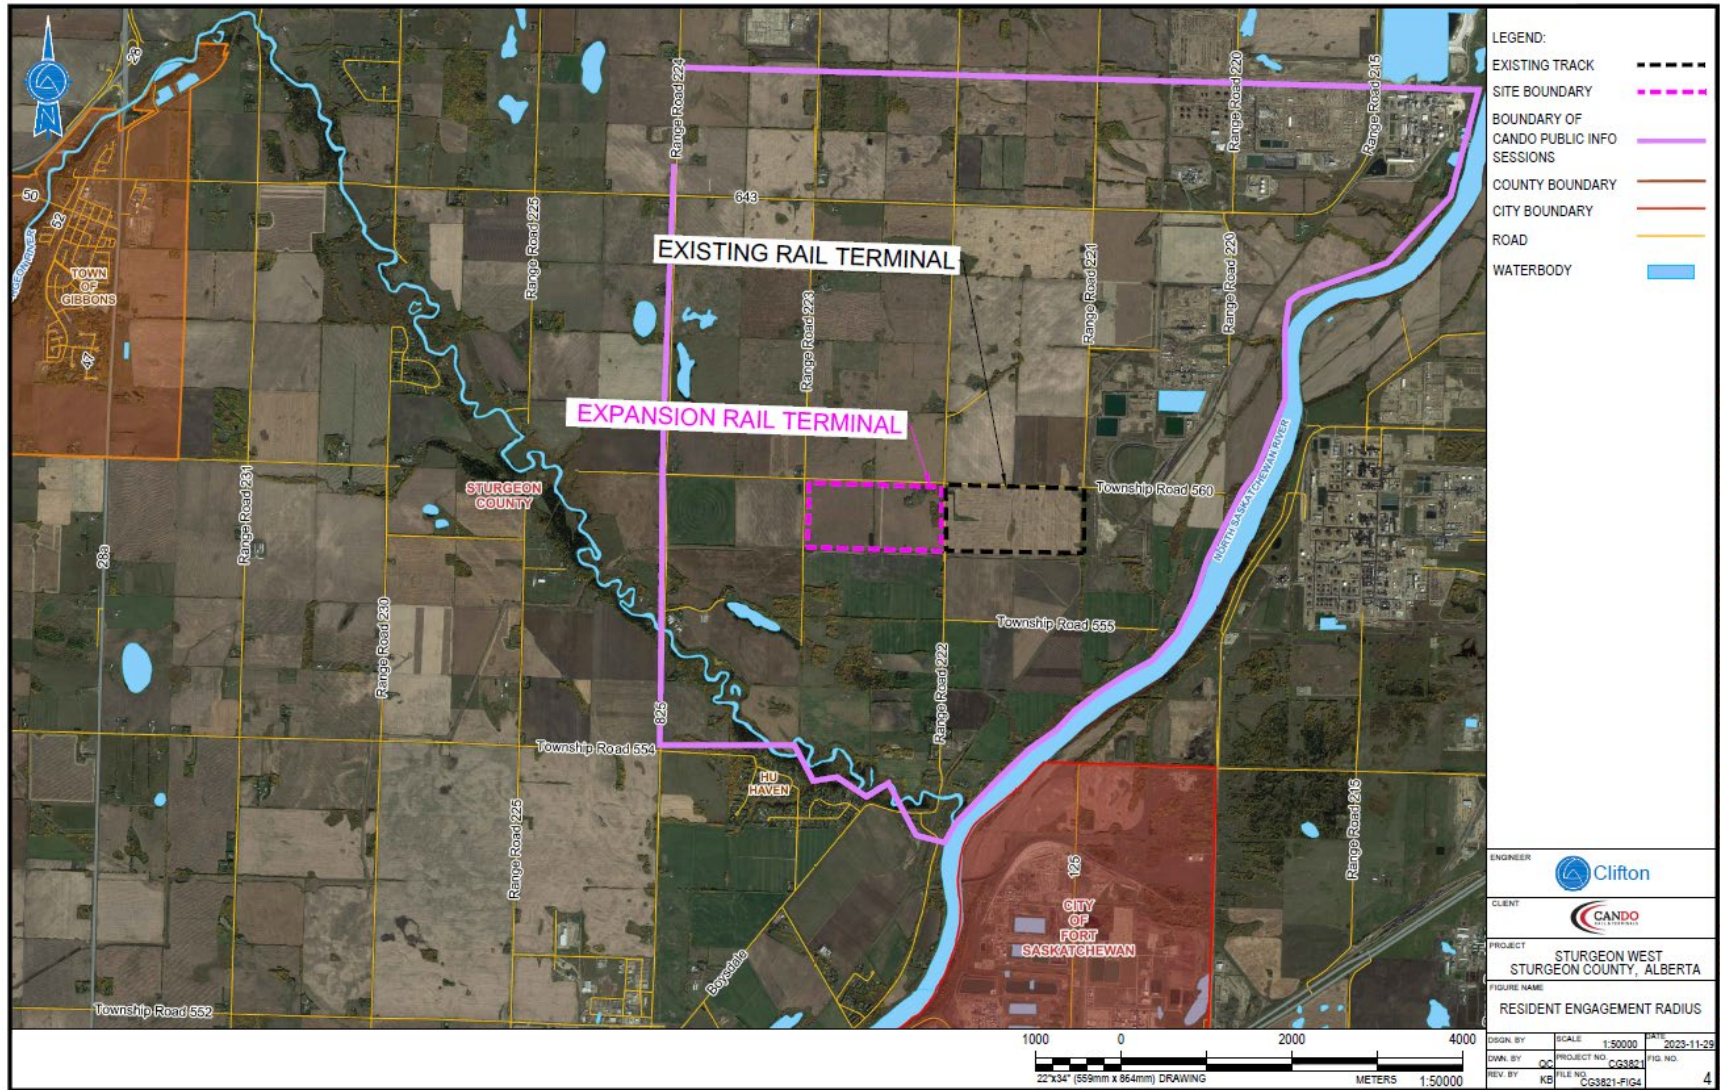 28
50
52
GEON RIVER
TOWN
OF
GIBBONS
47
28a
Range Road 231
Range Road 230
Range Road 225
Range Road 225
Range Road 224
643
Range Road 223
Range Road 220
Range Road 215
Range Road 221
Range Road 220
EXISTING RAIL TERMINAL
EXPANSION RAIL TERMINAL
STURGEON
COUNTY
Township Road 560
NORTH SASKATCHEWAN RIVER
Township Road 555
Range Road 222
825
Township Road 554
HU
HAVEN
Boysdale
125
CITY
OF
FORT
SASKATCHEWAN
Range Road 215
Township Road 552
LEGEND:
EXISTING TRACK
SITE BOUNDARY
BOUNDARY OF
CANDO PUBLIC INFO
SESSIONS
COUNTY BOUNDARY
CITY BOUNDARY
ROAD
WATERBODY
ENGINEER
Clifton
CLIENT
CANDO
RAIL & TERMINALS
PROJECT
STURGEON WEST
STURGEON COUNTY, ALBERTA
FIGURE NAME
RESIDENT ENGAGEMENT RADIUS
DSGN. BY SCALE 1:50000 DATE 2023-11-29
DWN. BY QC PROJECT NO. CG3821 FIG. NO.
REV. BY KB FILE NO. CG3821-FIG4 4
1000 0 2000 4000
22"x34" (559mm x 864mm) DRAWING METERS 1:50000